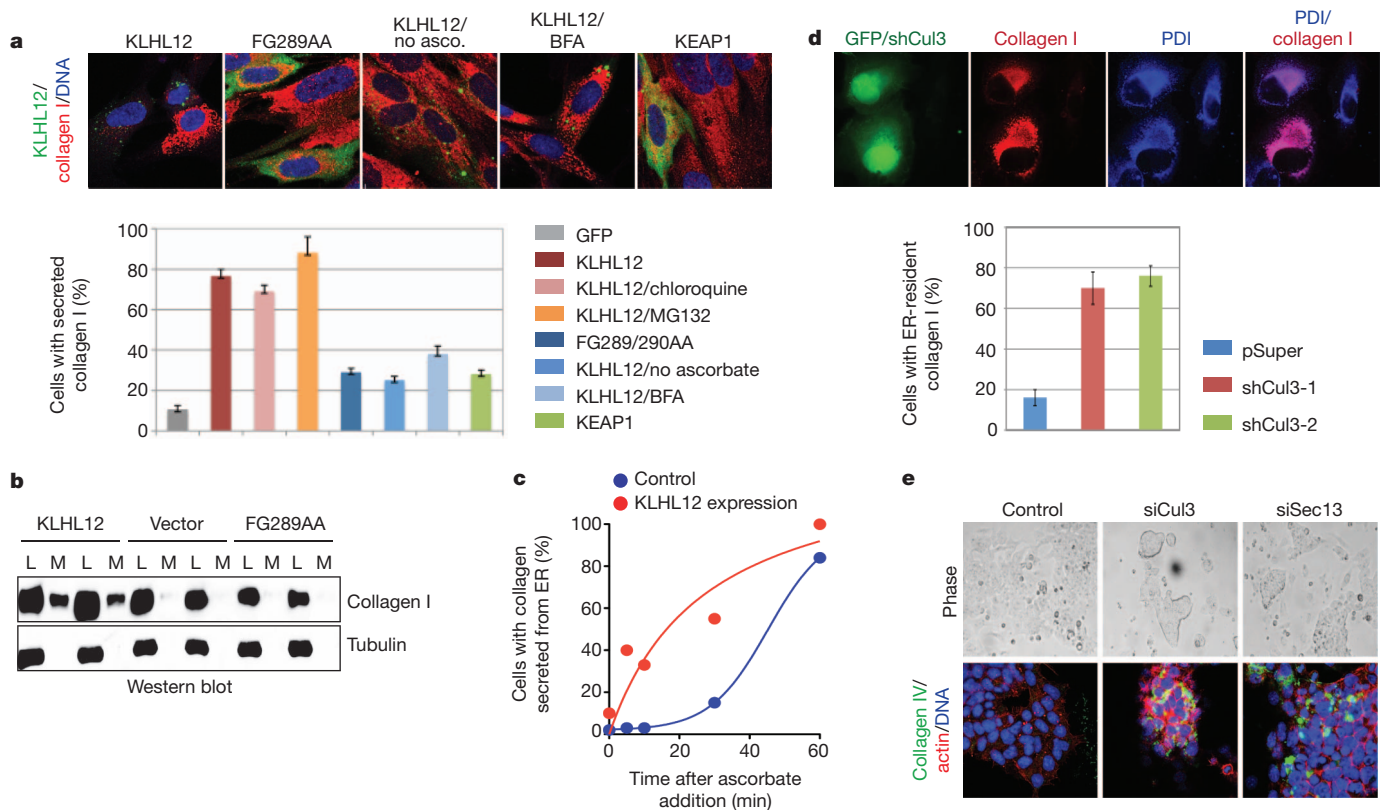 a
KLHL12
FG289AA
KLHL12/
no asco.
KLHL12/
BFA
KEAP1
KLHL12/
collagen I/DNA
Cells with secreted
collagen I (%)
100
80
60
40
20
0
GFP
KLHL12
KLHL12/chloroquine
KLHL12/MG132
FG289/290AA
KLHL12/no ascorbate
KLHL12/BFA
KEAP1
b
KLHL12
Vector
FG289AA
L M L M L M L M L M L M
Collagen I
Tubulin
Western blot
c
Control
KLHL12 expression
Cells with collagen
secreted from ER (%)
100
80
60
40
20
0
0 20 40 60
Time after ascorbate
addition (min)
d
GFP/shCul3
Collagen I
PDI
PDI/
collagen I
Cells with ER-resident
collagen I (%)
100
80
60
40
20
0
pSuper
shCul3-1
shCul3-2
e
Control
siCul3
siSec13
Phase
Collagen IV/
actin/DNA